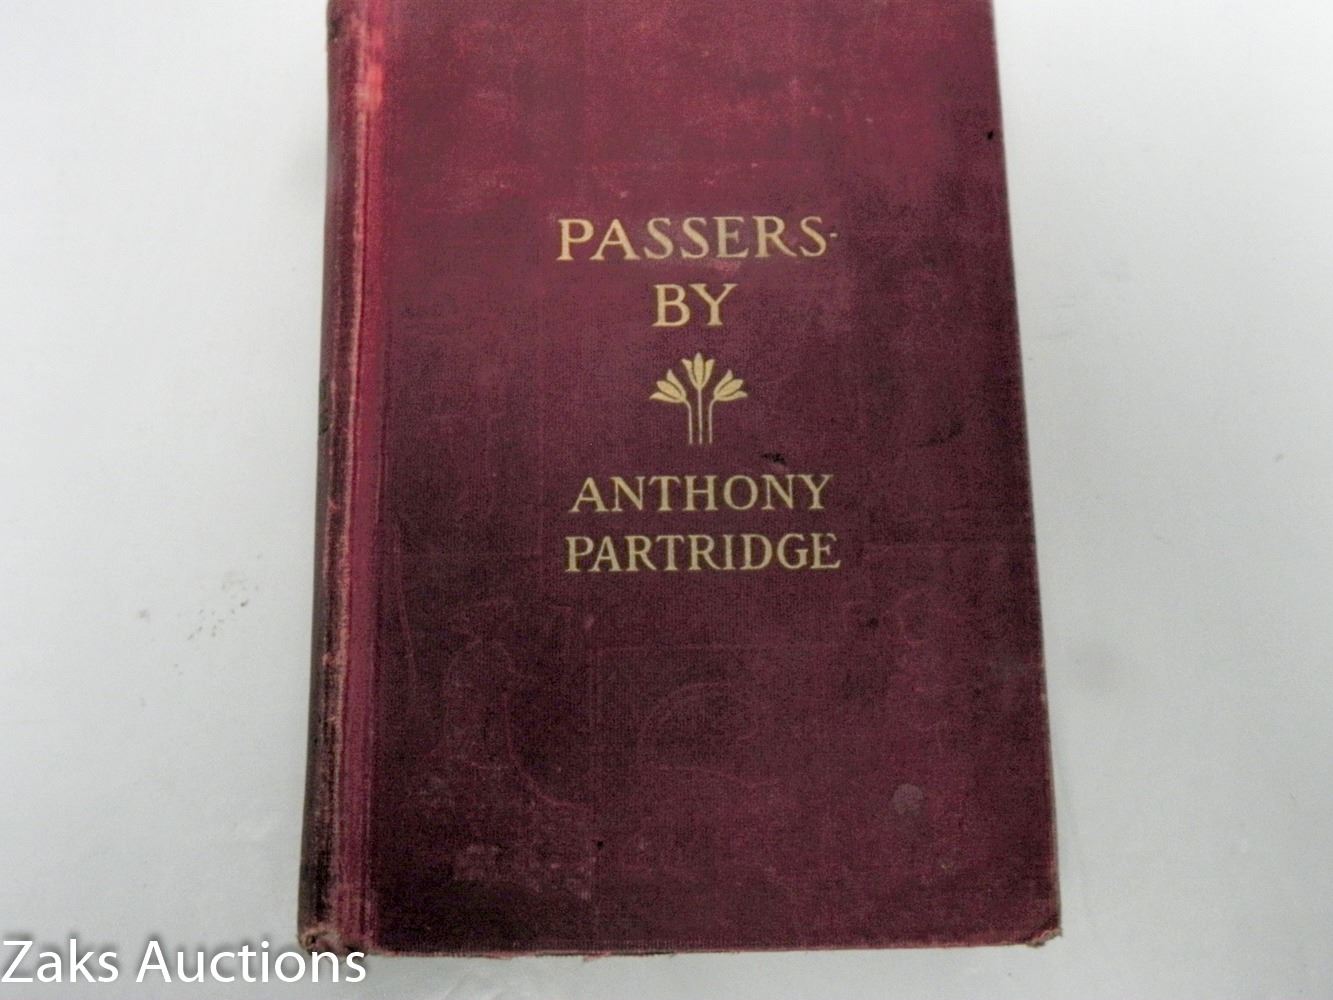 PASSERS-
BY
ANTHONY
PARTRIDGE
Zaks Auctions